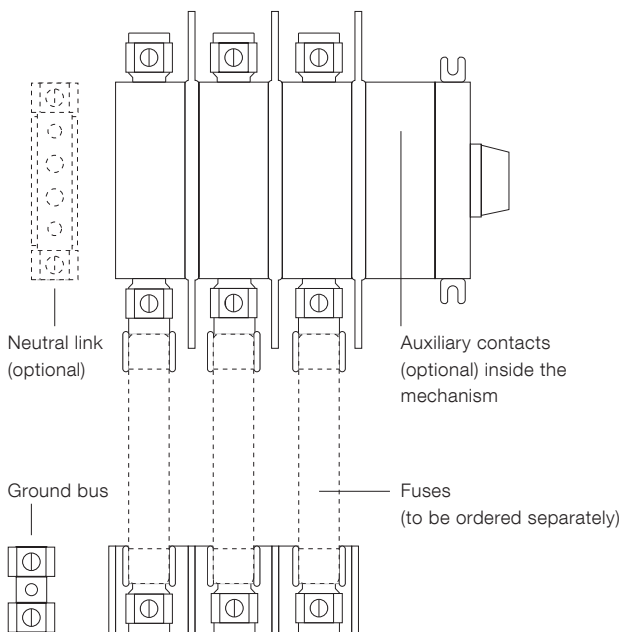 Neutral link
(optional)
Auxiliary contacts
(optional) inside the
mechanism
Ground bus
Fuses
(to be ordered separately)